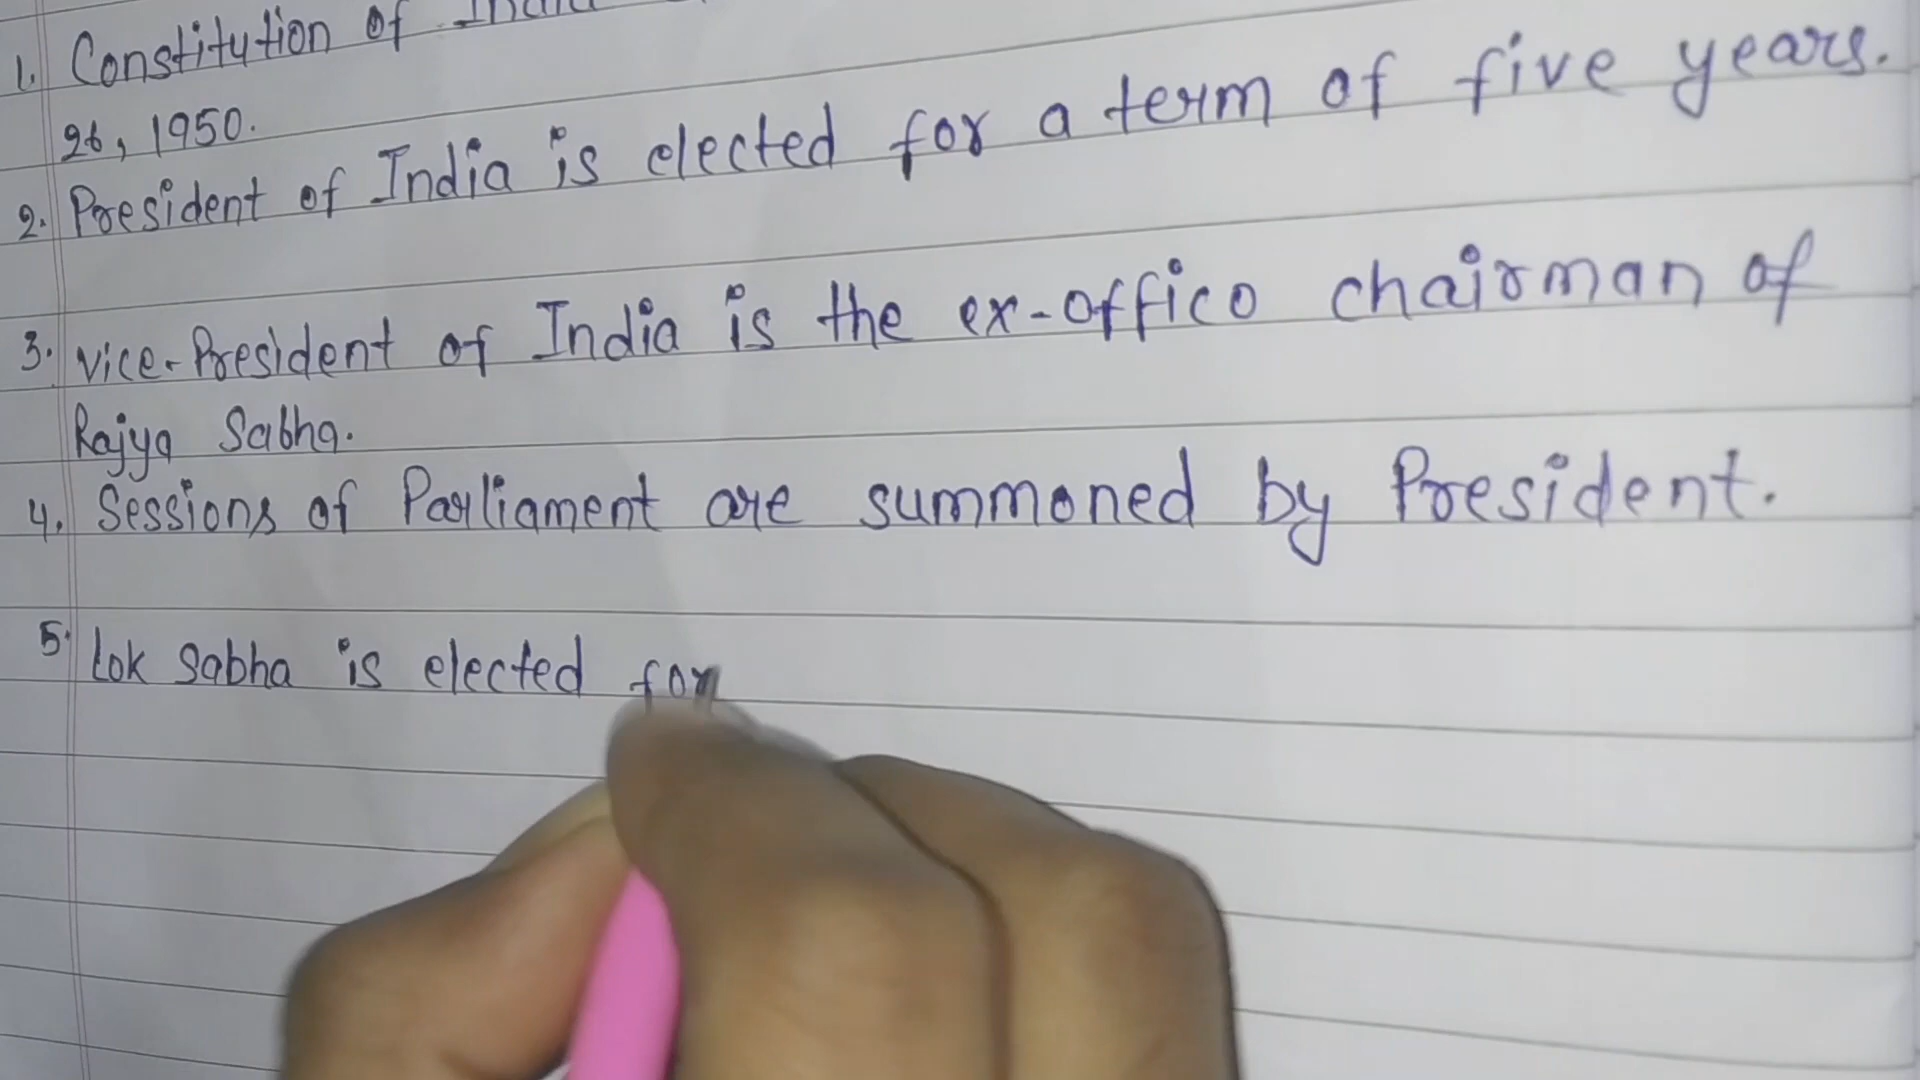 1. Constitution of India
26, 1950.
2. President of India is elected for a term of five years.
3. Vice-President of India is the ex-offico chairman of
Rajya Sabha.
4. Sessions of Parliament are summoned by President.
5. Lok Sabha is elected for